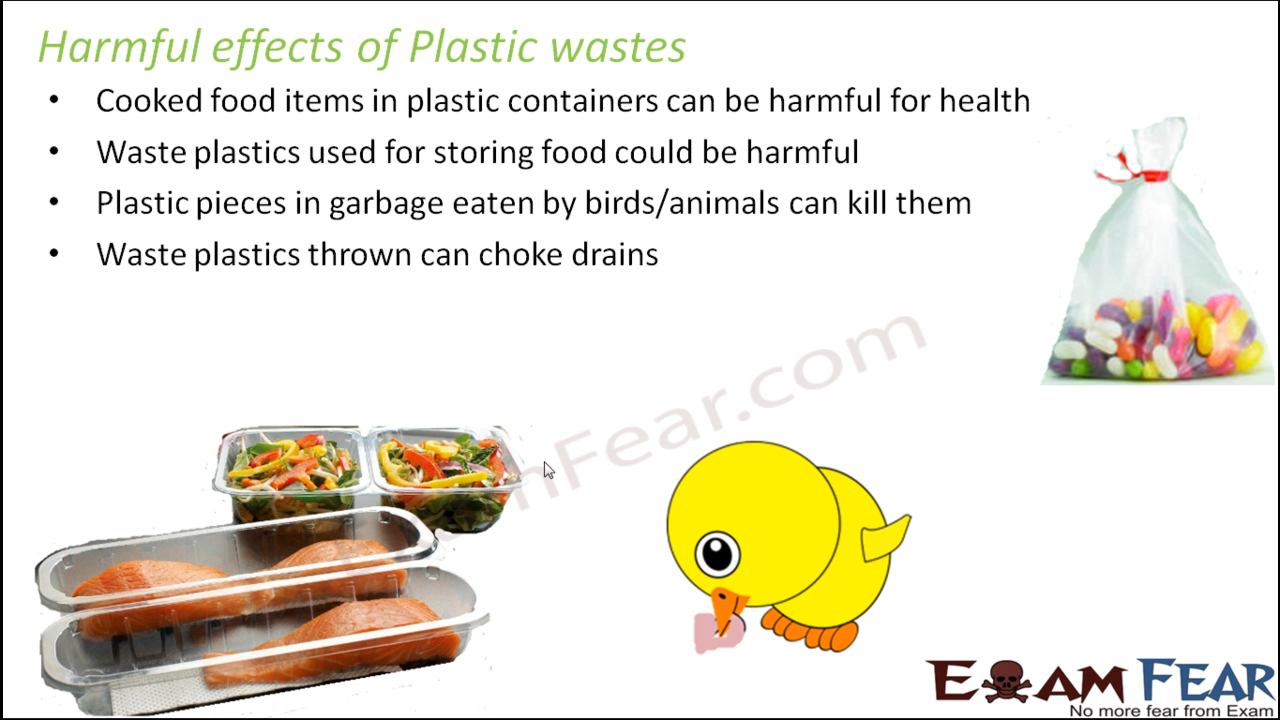 Harmful effects of Plastic wastes
• Cooked food items in plastic containers can be harmful for health
• Waste plastics used for storing food could be harmful
• Plastic pieces in garbage eaten by birds/animals can kill them
• Waste plastics thrown can choke drains
mFear.com
EXAM FEAR
No more fear from Exam